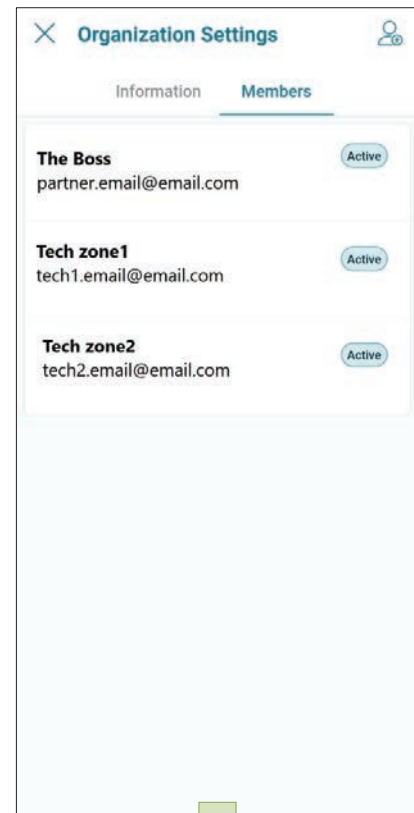 Organization Settings
Information Members
The Boss Active
partner.email@email.com
Tech zone1 Active
tech1.email@email.com
Tech zone2 Active
tech2.email@email.com